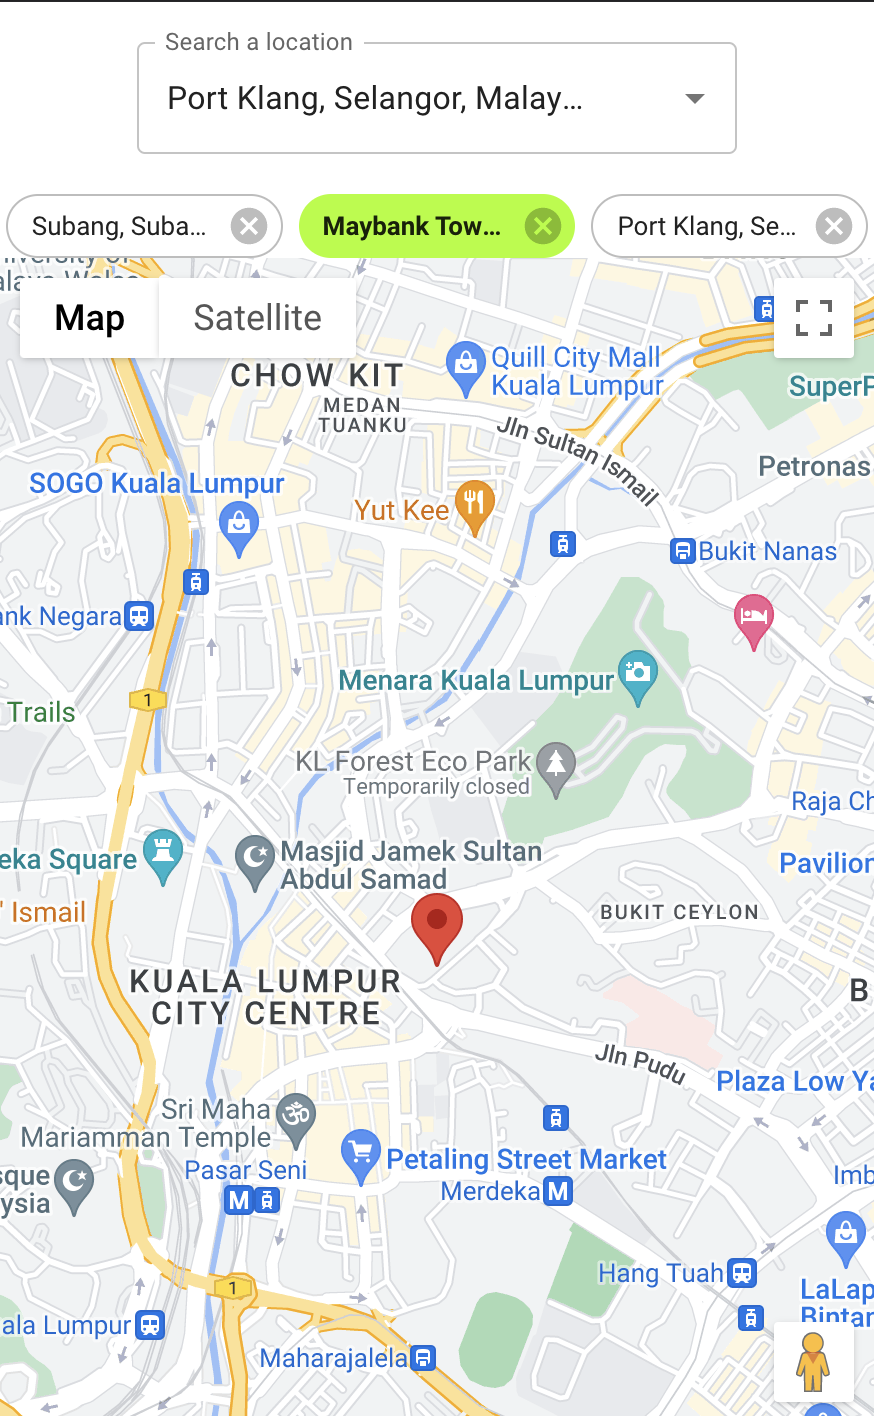 Search a location
Port Klang, Selangor, Malay...
Subang, Suba...
Maybank Tow...
Port Klang, Se...
Map
Satellite
CHOW KIT
MEDAN
TUANKU
Quill City Mall
Kuala Lumpur
SuperP
Jln Sultan Ismail
Petronas
SOGO Kuala Lumpur
Yut Kee
Bukit Nanas
ank Negara
Menara Kuala Lumpur
1
Trails
KL Forest Eco Park
Temporarily closed
Raja Ch
Masjid Jamek Sultan
Abdul Samad
eka Square
Pavilion
' Ismail
BUKIT CEYLON
KUALA LUMPUR
CITY CENTRE
B
Jln Pudu
Plaza Low Ya
Sri Maha
Mariamman Temple
Petaling Street Market
Pasar Seni
M
Merdeka
M
sque
ysia
Imb
Hang Tuah
1
LaLap
Bintar
ala Lumpur
Maharajalela